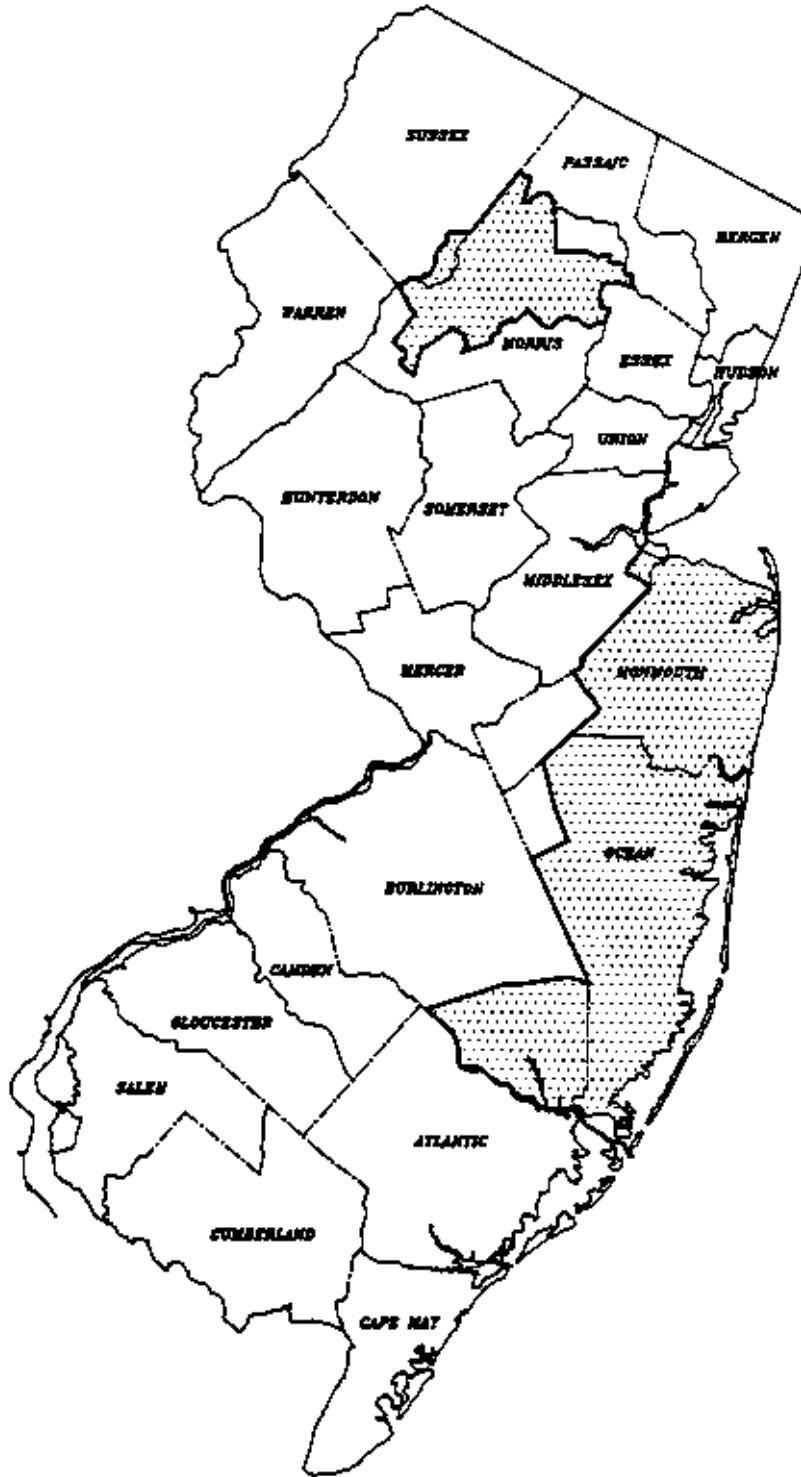 SUSSEX
PASSAIC
BERGEN
WARREN
MORRIS
ESSEX
HUDSON
UNION
HUNTERDON
SOMERSET
MIDDLESEX
MERCER
MONMOUTH
OCEAN
BURLINGTON
CAMDEN
GLOUCESTER
SALEM
ATLANTIC
CUMBERLAND
CAPE MAY